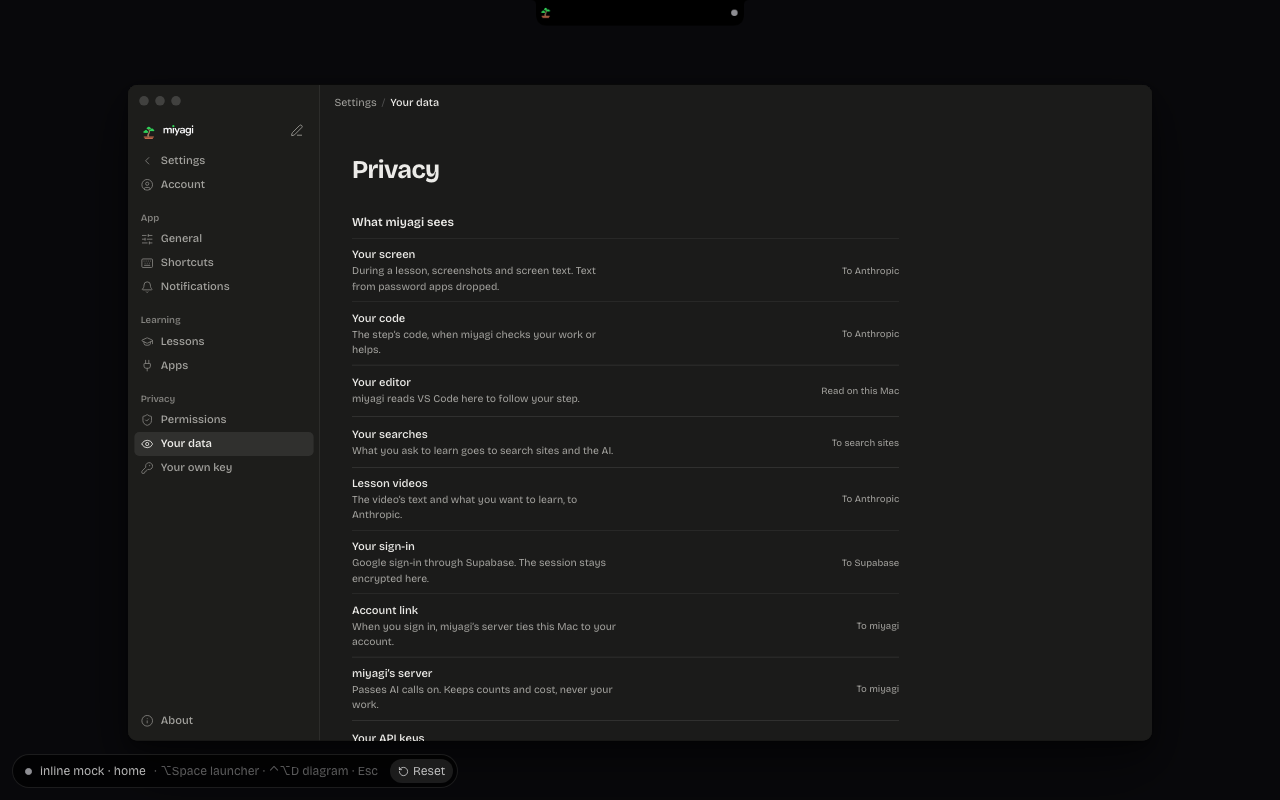 miyagi
Settings
Account
App
General
Shortcuts
Notifications
Learning
Lessons
Apps
Privacy
Permissions
Your data
Your own key
About
Settings / Your data
Privacy
What miyagi sees
Your screen
During a lesson, screenshots and screen text. Text
from password apps dropped.
To Anthropic
Your code
The step's code, when miyagi checks your work or
helps.
To Anthropic
Your editor
miyagi reads VS Code here to follow your step.
Read on this Mac
Your searches
What you ask to learn goes to search sites and the AI.
To search sites
Lesson videos
The video's text and what you want to learn, to
Anthropic.
To Anthropic
Your sign-in
Google sign-in through Supabase. The session stays
encrypted here.
To Supabase
Account link
When you sign in, miyagi's server ties this Mac to your
account.
To miyagi
miyagi's server
Passes AI calls on. Keeps counts and cost, never your
work.
To miyagi
Your API keys
inline mock · home · ⌥Space launcher · ^⌥D diagram · Esc Reset